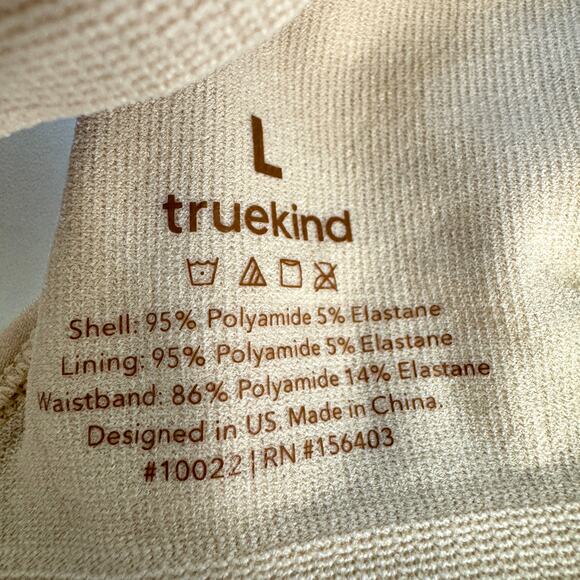 L
truekind
Shell: 95% Polyamide 5% Elastane
Lining: 95% Polyamide 5% Elastane
Waistband: 86% Polyamide 14% Elastane
Designed in US. Made in China.
#10022 | RN #156403